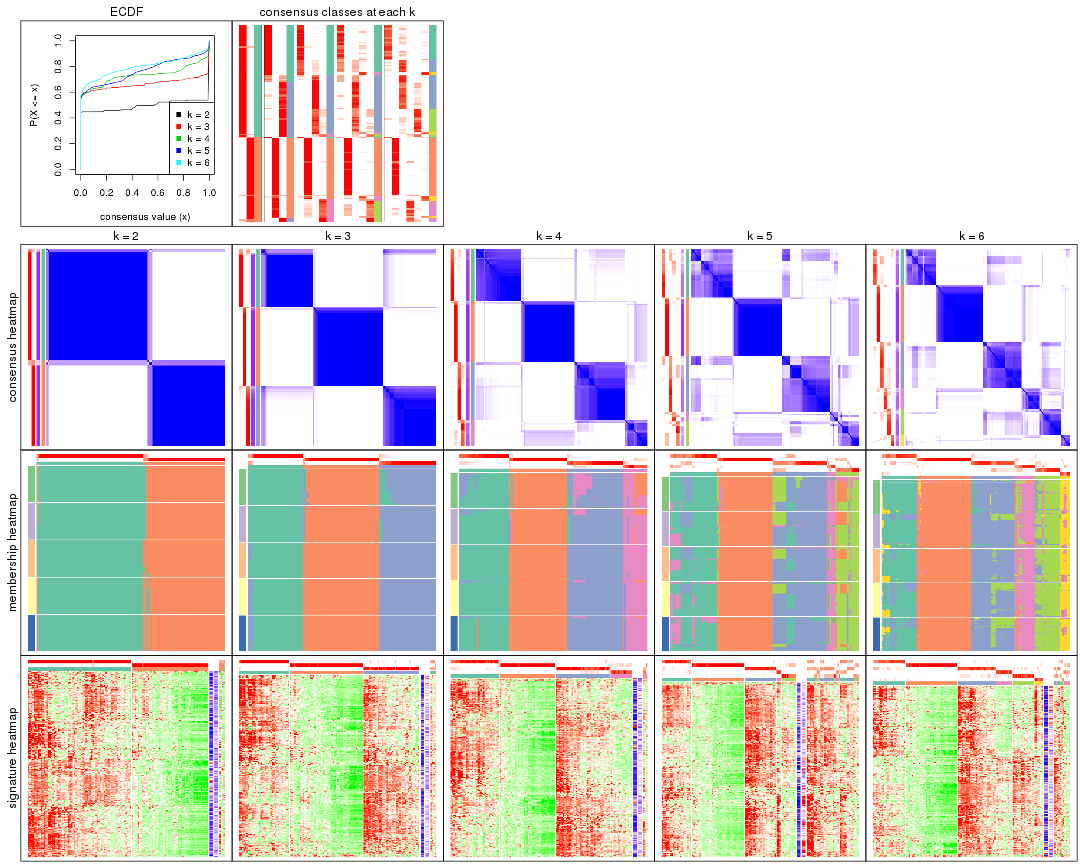 ECDF
consensus classes at each k
P(X <= x)
0.0 0.2 0.4 0.6 0.8 1.0
k = 2
k = 3
k = 4
k = 5
k = 6
0.0 0.2 0.4 0.6 0.8 1.0
consensus value (x)
k = 2
k = 3
k = 4
k = 5
k = 6
consensus heatmap
membership heatmap
signature heatmap